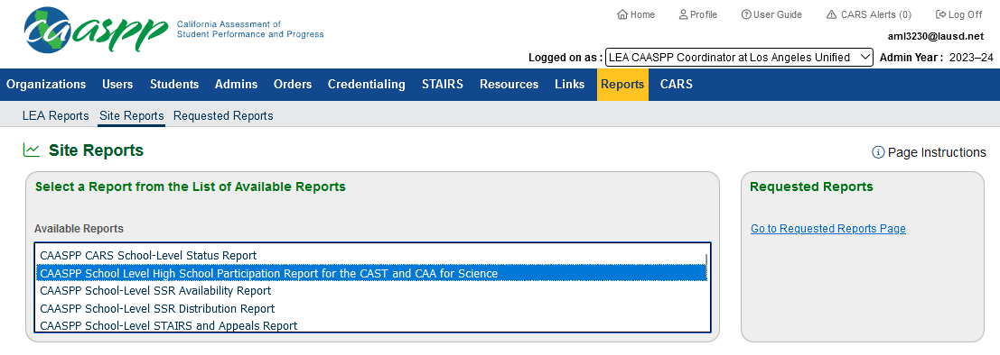 caaspp California Assessment of
Student Performance and Progress
Home Profile User Guide CARS Alerts (0) Log Off
aml3230@lausd.net
Logged on as : LEA CAASPP Coordinator at Los Angeles Unified Admin Year : 2023–24
Organizations Users Students Admins Orders Credentialing STAIRS Resources Links Reports CARS
LEA Reports Site Reports Requested Reports
Site Reports
Page Instructions
Select a Report from the List of Available Reports
Available Reports
CAASPP CARS School-Level Status Report
CAASPP School Level High School Participation Report for the CAST and CAA for Science
CAASPP School-Level SSR Availability Report
CAASPP School-Level SSR Distribution Report
CAASPP School-Level STAIRS and Appeals Report
Requested Reports
Go to Requested Reports Page